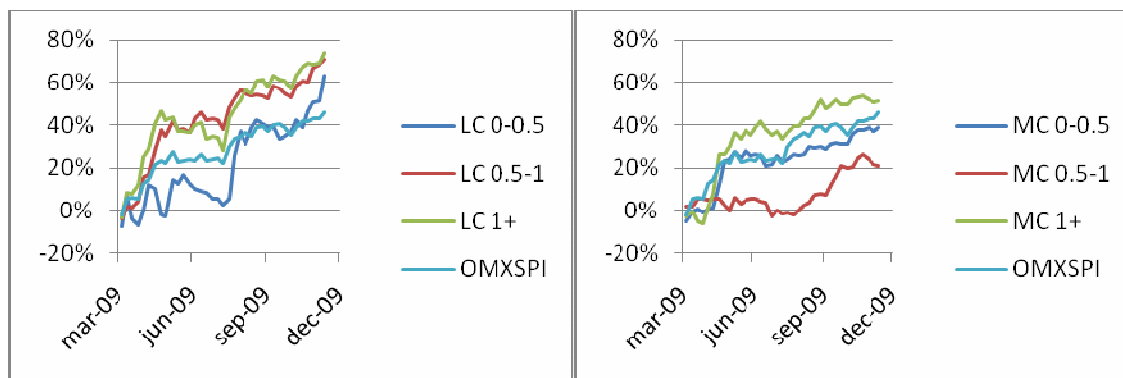 80%
60%
40%
20%
0%
-20%
mar-09
jun-09
sep-09
dec-09
LC 0-0.5
LC 0.5-1
LC 1+
OMXSPI
80%
60%
40%
20%
0%
-20%
mar-09
jun-09
sep-09
dec-09
MC 0-0.5
MC 0.5-1
MC 1+
OMXSPI